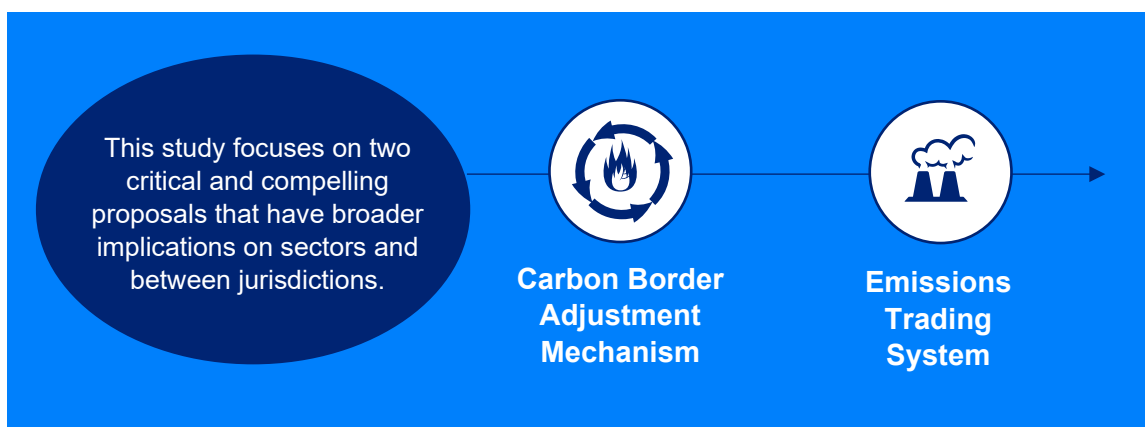 This study focuses on two
critical and compelling
proposals that have broader
implications on sectors and
between jurisdictions.
Carbon Border
Adjustment
Mechanism
Emissions
Trading
System